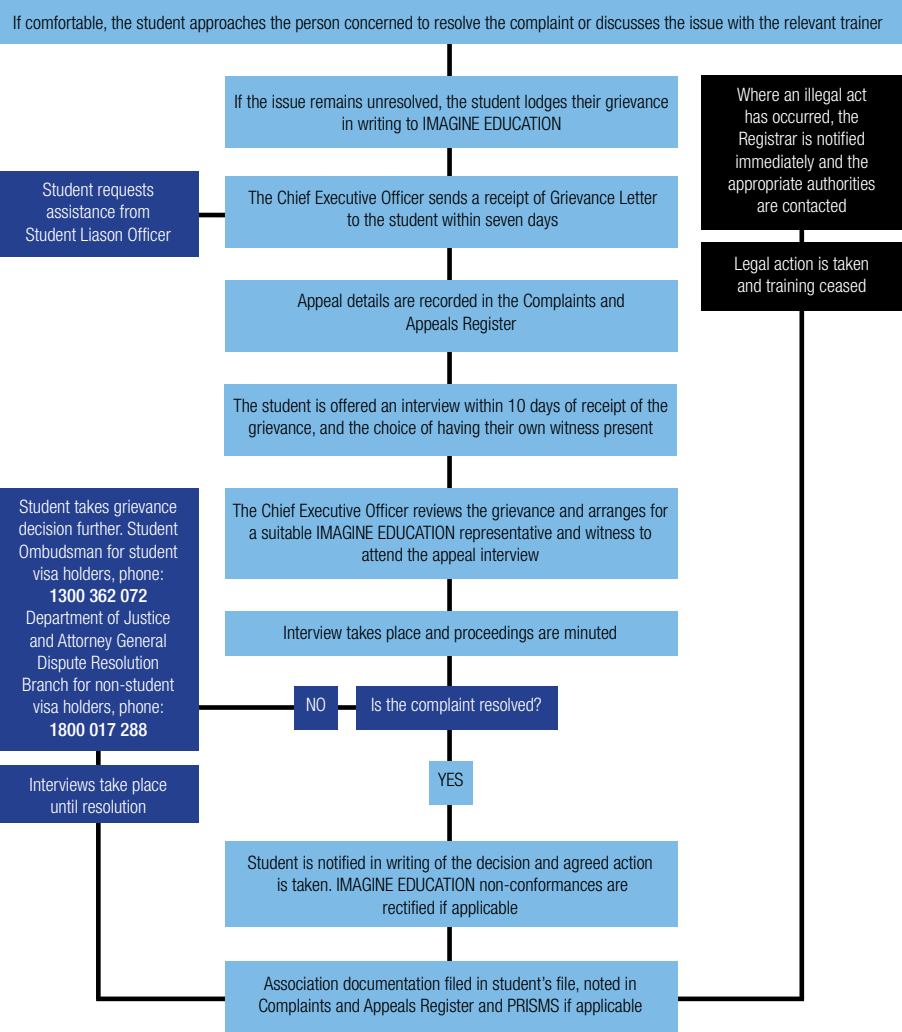 If comfortable, the student approaches the person concerned to resolve the complaint or discusses the issue with the relevant trainer
If the issue remains unresolved, the student lodges their grievance
in writing to IMAGINE EDUCATION
Where an illegal act
has occurred, the
Registrar is notified
immediately and the
appropriate authorities
are contacted
Student requests
assistance from
Student Liason Officer
The Chief Executive Officer sends a receipt of Grievance Letter
to the student within seven days
Legal action is taken
and training ceased
Appeal details are recorded in the Complaints and
Appeals Register
The student is offered an interview within 10 days of receipt of the
grievance, and the choice of having their own witness present
The Chief Executive Officer reviews the grievance and arranges for
a suitable IMAGINE EDUCATION representative and witness to
attend the appeal interview
Interview takes place and proceedings are minuted
Is the complaint resolved?
NO
Student takes grievance
decision further. Student
Ombudsman for student
visa holders, phone:
1300 362 072
Department of Justice
and Attorney General
Dispute Resolution
Branch for non-student
visa holders, phone:
1800 017 288
Interviews take place
until resolution
YES
Student is notified in writing of the decision and agreed action
is taken. IMAGINE EDUCATION non-conformances are
rectified if applicable
Association documentation filed in student's file, noted in
Complaints and Appeals Register and PRISMS if applicable